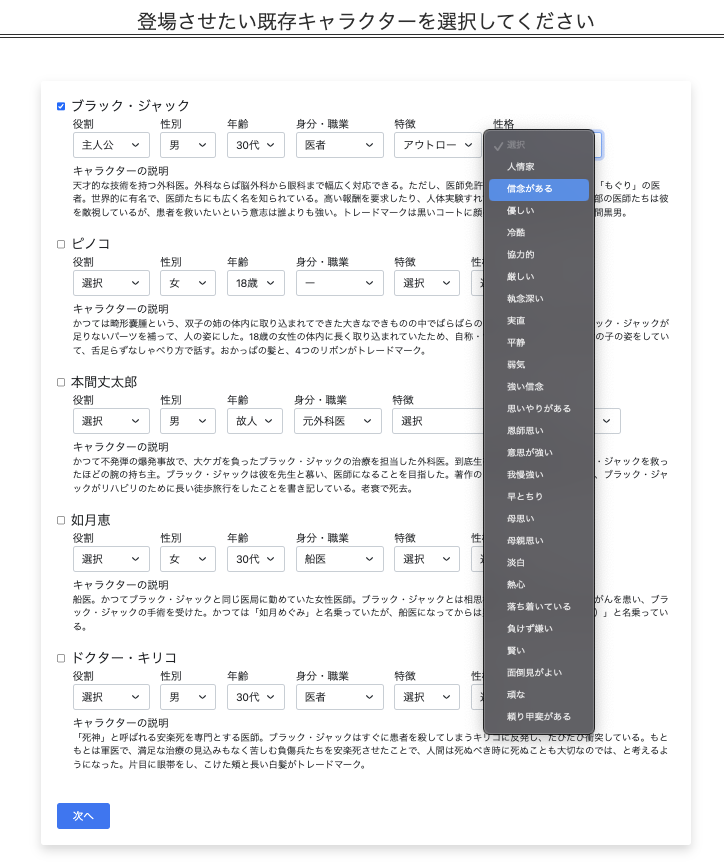 登場させたい既存キャラクターを選択してください
ブラック・ジャック
役割 性別 年齢 身分・職業 特徴 性格
主人公 男 30代 医者 アウトロー
キャラクターの説明
天才的な技術を持つ外科医。外科ならば脳外科から眼科まで幅広く対応できる。ただし、医師免許 「もぐり」の医
者。世界的に有名で、医師たちにも広く名を知られている。高い報酬を要求したり、人体実験すれ 部の医師たちは彼
を敵視しているが、患者を救いたいという意志は誰よりも強い。トレードマークは黒いコートに顔 間黒男。
ピノコ
役割 性別 年齢 身分・職業 特徴 性
選択 女 18歳 ー 選択
キャラクターの説明
かつては畸形嚢腫という、双子の姉の体内に取り込まれてできた大きなできものの中でばらばらの ック・ジャックが
足りないパーツを補って、人の姿にした。18歳の女性の体内に長く取り込まれていたため、自称・ の子の姿をしてい
て、舌足らずなしゃべり方で話す。おかっぱの髪と、4つのリボンがトレードマーク。
本間丈太郎
役割 性別 年齢 身分・職業 特徴
選択 男 故人 元外科医 選択
キャラクターの説明
かつて不発弾の爆発事故で、大ケガを負ったブラック・ジャックの治療を担当した外科医。到底生 ・ジャックを救っ
たほどの腕の持ち主。ブラック・ジャックは彼を先生と慕い、医師になることを目指した。著作の 、ブラック・ジャ
ックがリハビリのために長い徒歩旅行をしたことを書き記している。老衰で死去。
如月恵
役割 性別 年齢 身分・職業 特徴 性
選択 女 30代 船医 選択
キャラクターの説明
船医。かつてブラック・ジャックと同じ医局に勤めていた女性医師。ブラック・ジャックとは相思 がんを患い、ブラ
ック・ジャックの手術を受けた。かつては「如月めぐみ」と名乗っていたが、船医になってからは ）」と名乗ってい
る。
ドクター・キリコ
役割 性別 年齢 身分・職業 特徴 性
選択 男 30代 医者 選択
キャラクターの説明
「死神」と呼ばれる安楽死を専門とする医師。ブラック・ジャックはすぐに患者を殺してしまうキリコに反発し、たびたび衝突している。もと
もとは軍医で、満足な治療の見込みもなく苦しむ負傷兵たちを安楽死させたことで、人間は死ぬべき時に死ぬことも大切なのでは、と考えるよ
うになった。片目に眼帯をし、こけた頬と長い白髪がトレードマーク。
次へ
選択
人情家
信念がある
優しい
冷酷
協力的
厳しい
執念深い
実直
平静
弱気
強い信念
思いやりがある
恩師思い
意思が強い
我慢強い
早とちり
母思い
母親思い
淡白
熱心
落ち着いている
負けず嫌い
賢い
面倒見がよい
頑な
頼り甲斐がある